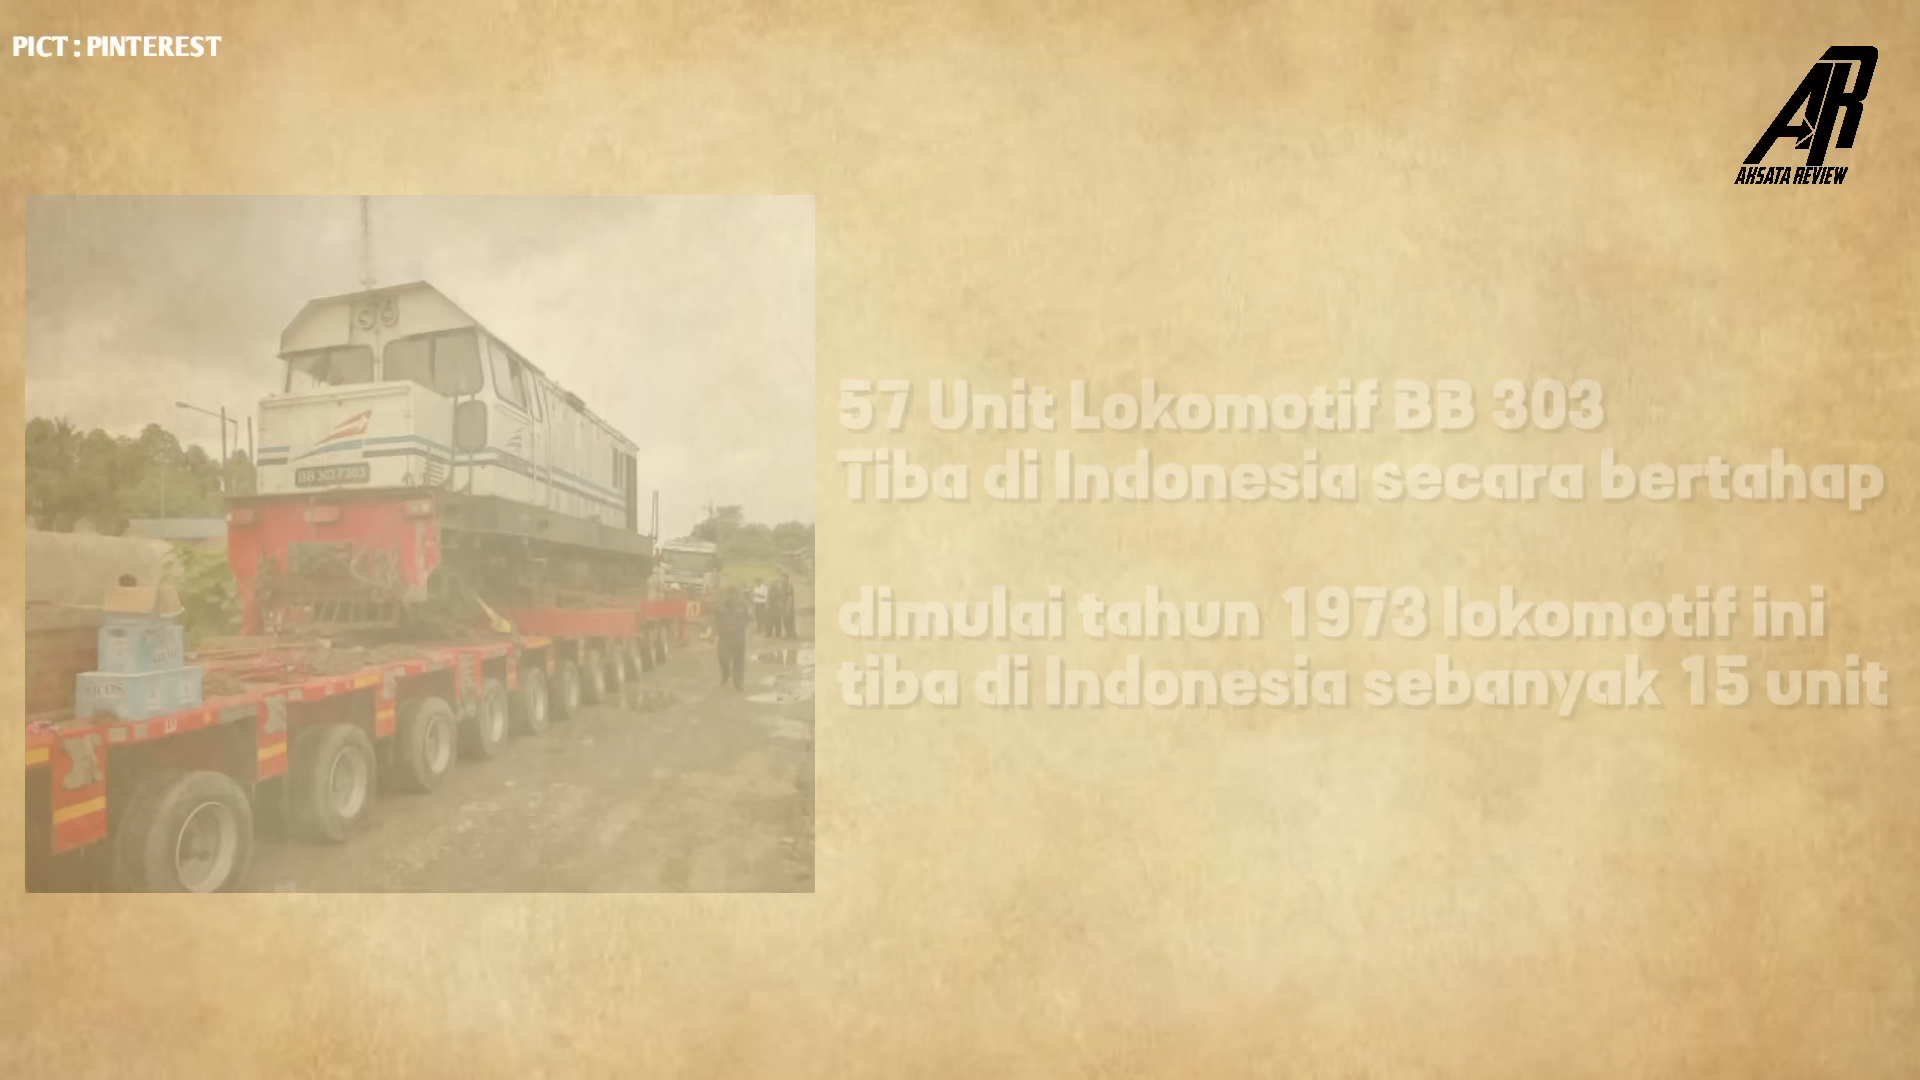 PICT : PINTEREST
AKSATA REVIEW
57 Unit Lokomotif BB 303
Tiba di Indonesia secara bertahap
dimulai tahun 1973 lokomotif ini
tiba di Indonesia sebanyak 15 unit